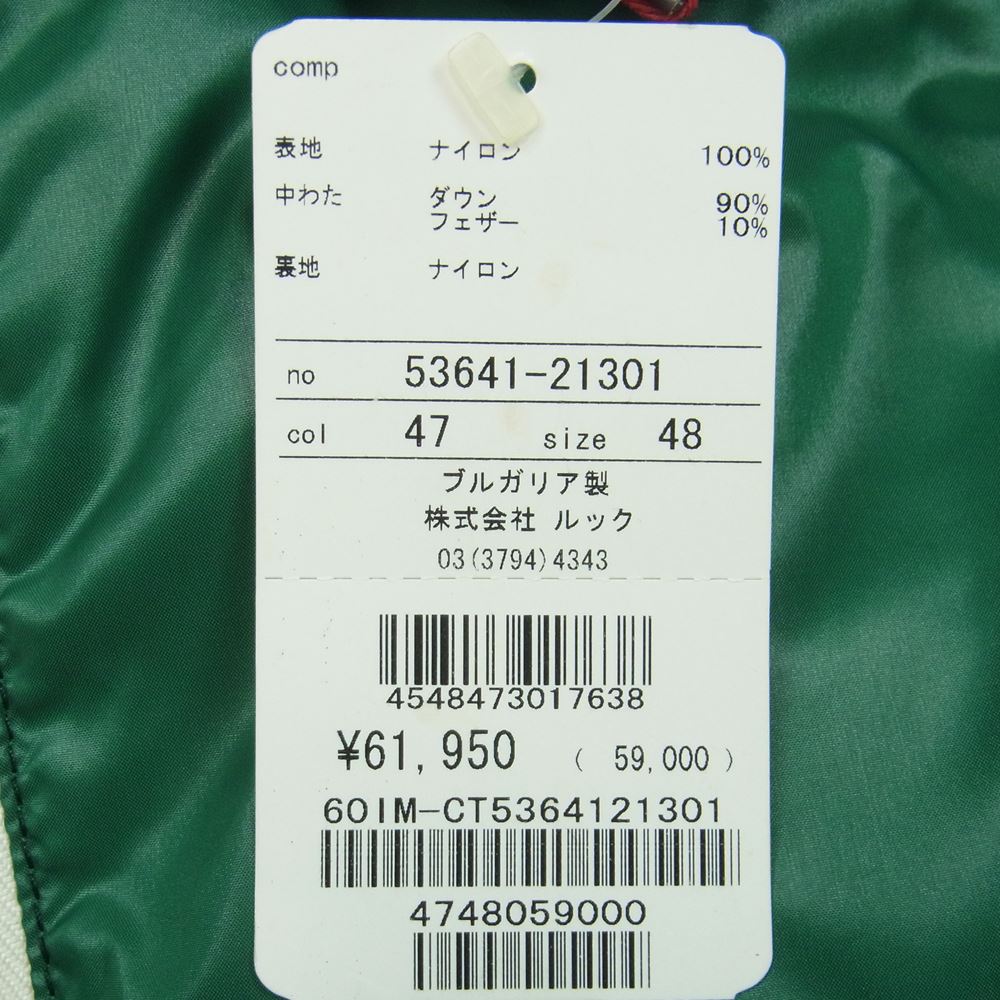 comp
表地 ナイロン 100%
中わた ダウン 90%
フェザー 10%
裏地 ナイロン
no 53641-21301
col 47 size 48
ブルガリア製
株式会社 ルック
03(3794)4343
4548473017638
¥61,950 ( 59,000 )
601M-CT5364121301
4748059000